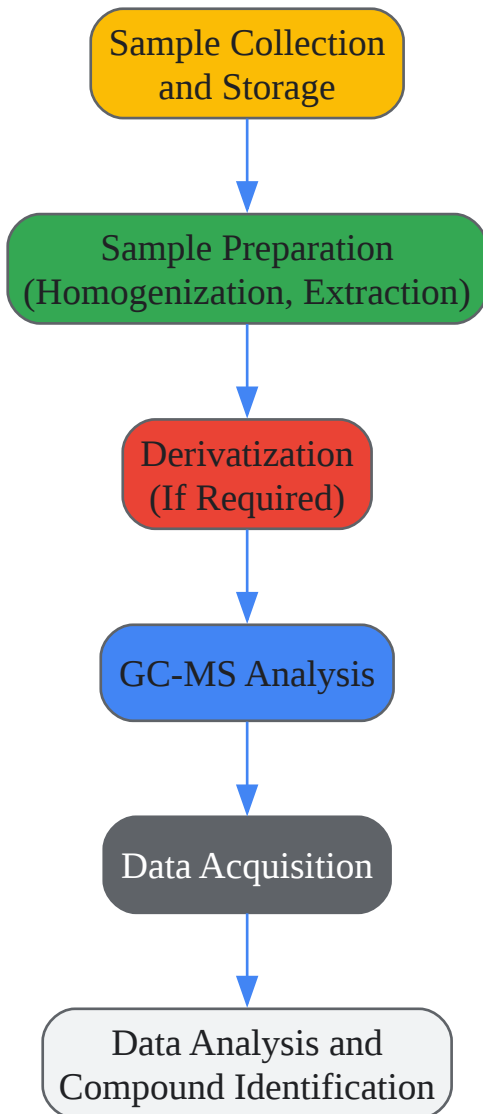 Sample Collection
and Storage
Sample Preparation
(Homogenization, Extraction)
Derivatization
(If Required)
GC-MS Analysis
Data Acquisition
Data Analysis and
Compound Identification